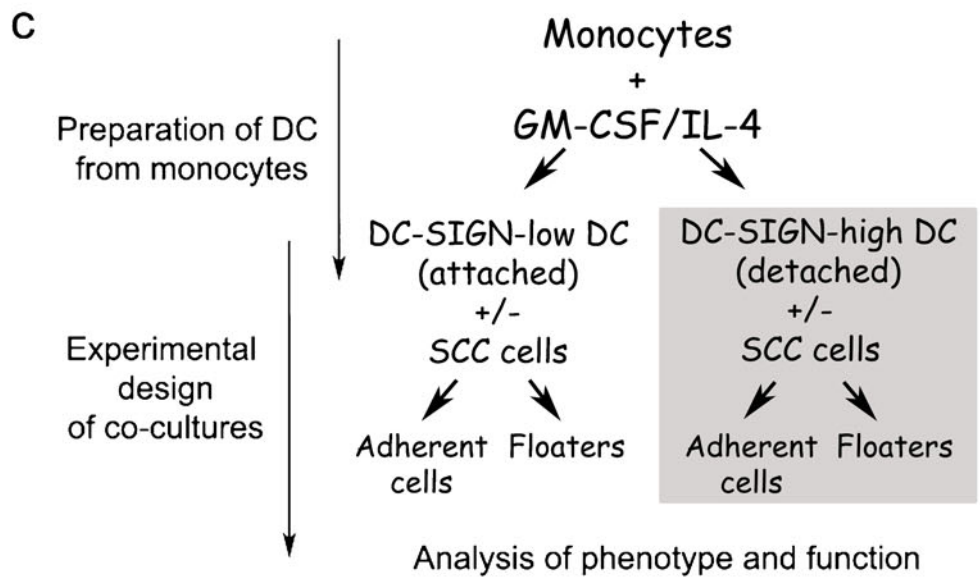 C
Monocytes
+
GM-CSF/IL-4
Preparation of DC
from monocytes
DC-SIGN-low DC
(attached)
+/-
SCC cells
Adherent
cells
Floaters
DC-SIGN-high DC
(detached)
+/-
SCC cells
Adherent
cells
Floaters
Experimental
design
of co-cultures
Analysis of phenotype and function